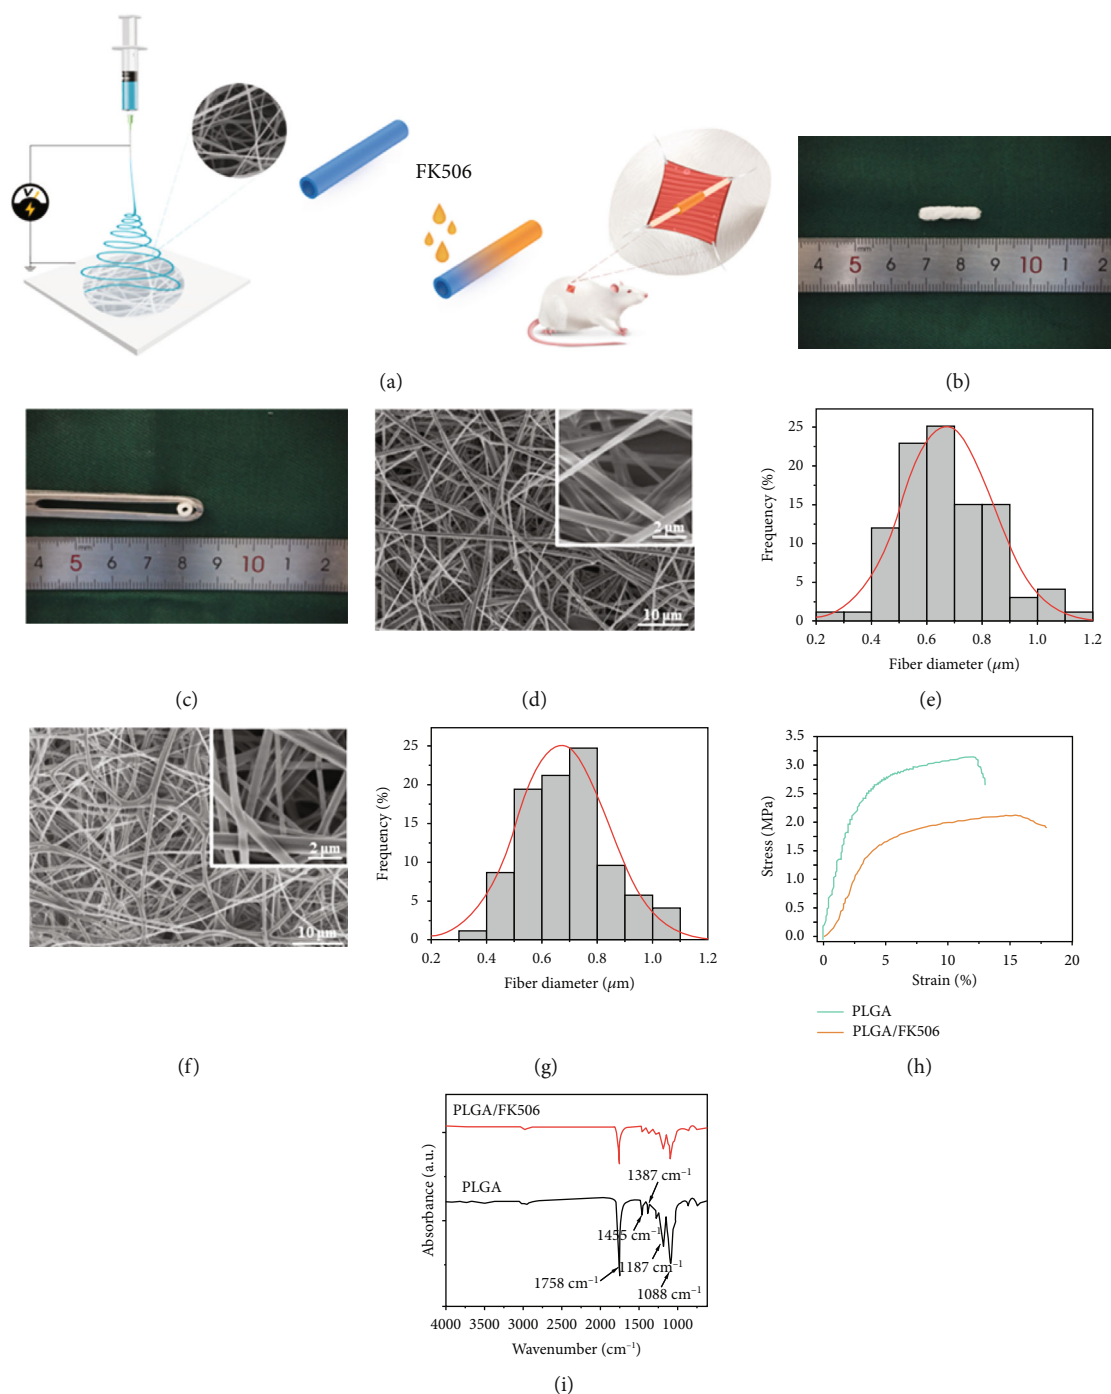 FK506
V
(a)
4 5 6 7 8 9 10 1 2
mm
(b)
4 5 6 7 8 9 10 1 2
mm
(c)
2 μm
10 μm
(d)
Frequency (%)
25
20
15
10
5
0
0.2 0.4 0.6 0.8 1.0 1.2
Fiber diameter (μm)
(e)
2 μm
10 μm
(f)
Frequency (%)
25
20
15
10
5
0
0.2 0.4 0.6 0.8 1.0 1.2
Fiber diameter (μm)
(g)
Stress (MPa)
3.5
3.0
2.5
2.0
1.5
1.0
0.5
0.0
0 5 10 15 20
Strain (%)
PLGA
PLGA/FK506
(h)
Absorbance (a.u.)
PLGA/FK506
PLGA
1387 cm⁻¹
1455 cm⁻¹
1187 cm⁻¹
1758 cm⁻¹
1088 cm⁻¹
4000 3500 3000 2500 2000 1500 1000
Wavenumber (cm⁻¹)
(i)